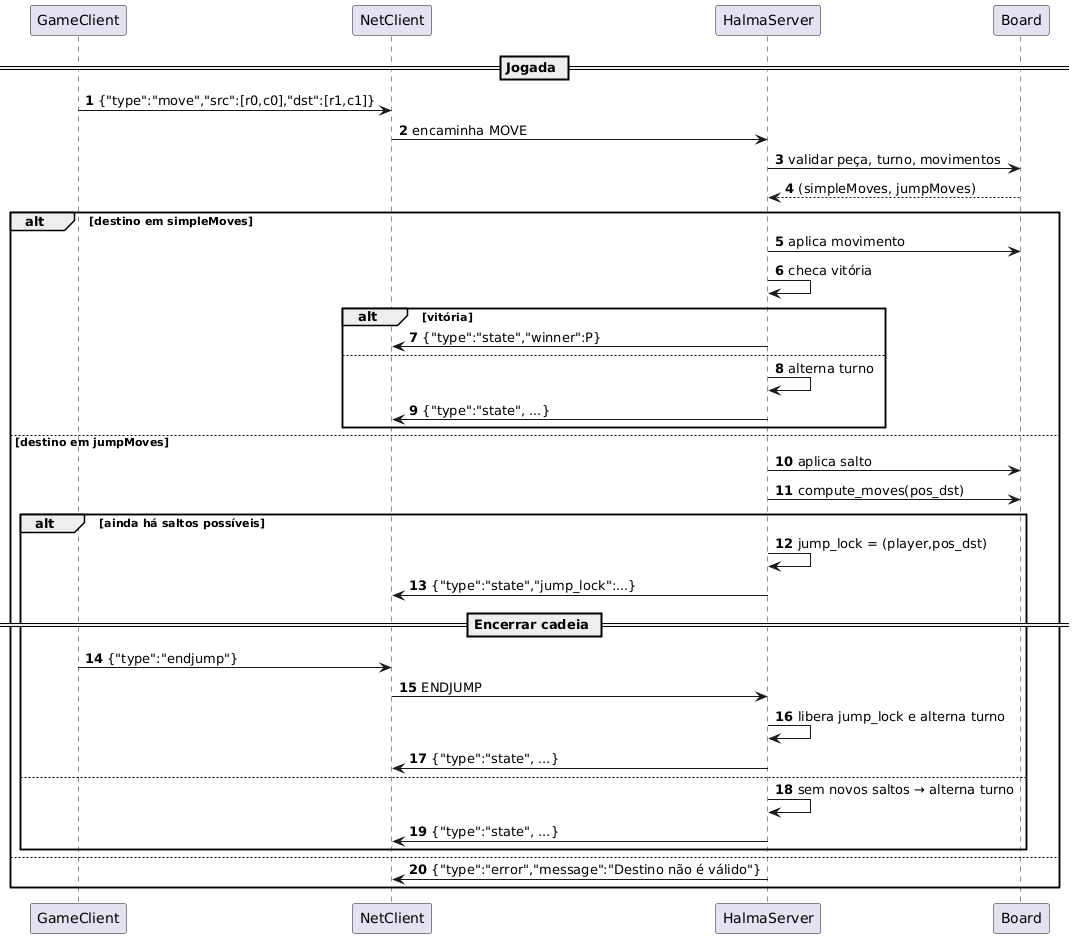 GameClient NetClient HalmaServer Board
Jogada
1 {"type":"move","src":[r0,c0],"dst":[r1,c1]}
2 encaminha MOVE
3 validar peça, turno, movimentos
4 (simpleMoves, jumpMoves)
alt [destino em simpleMoves]
5 aplica movimento
6 checa vitória
alt [vitória]
7 {"type":"state","winner":P}
8 alterna turno
9 {"type":"state", ...}
[destino em jumpMoves]
10 aplica salto
11 compute_moves(pos_dst)
alt [ainda há saltos possíveis]
12 jump_lock = (player,pos_dst)
13 {"type":"state","jump_lock":...}
Encerrar cadeia
14 {"type":"endjump"}
15 ENDJUMP
16 libera jump_lock e alterna turno
17 {"type":"state", ...}
18 sem novos saltos → alterna turno
19 {"type":"state", ...}
20 {"type":"error","message":"Destino não é válido"}
GameClient NetClient HalmaServer Board